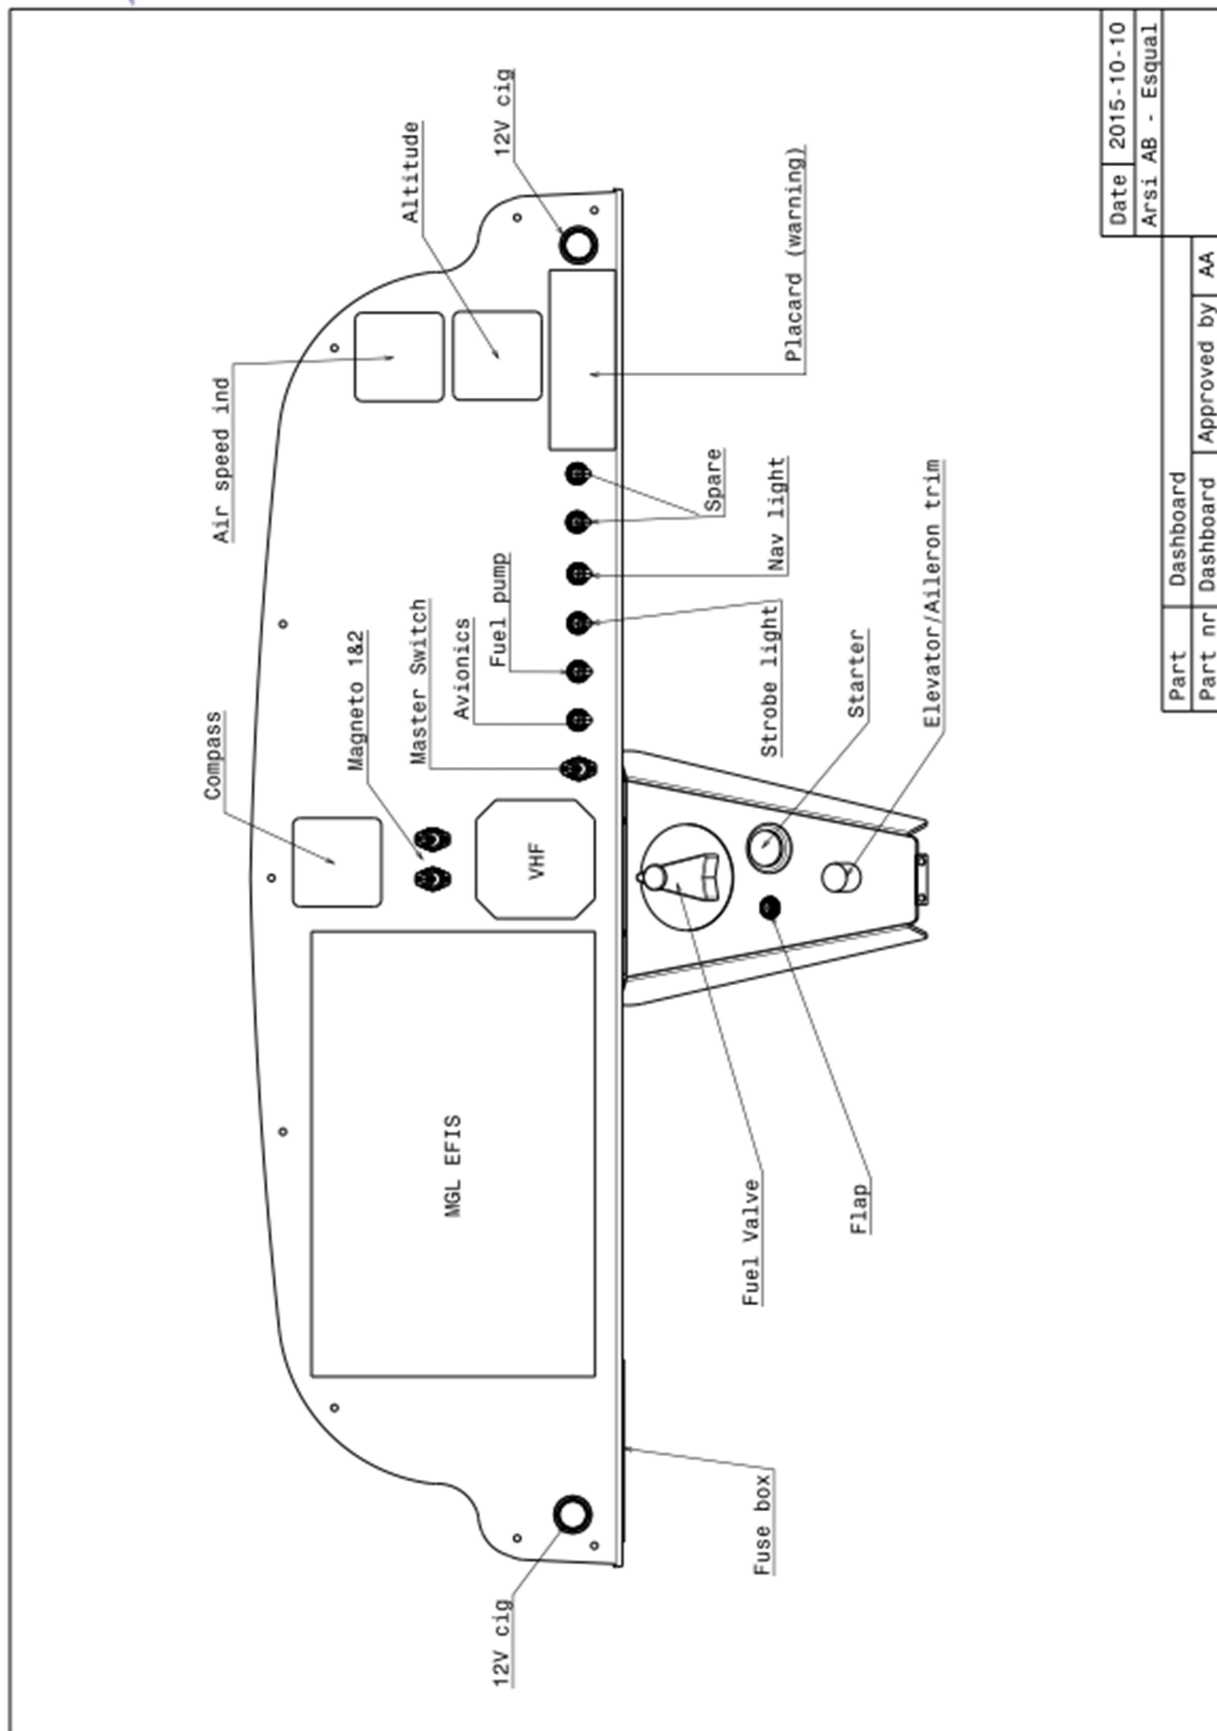 Compass
Air speed ind
Altitude
12V cig
Magneto 1&2
Master Switch
Avionics
Fuel pump
MGL EFIS
VHF
12V cig
Spare
Nav light
Placard (warning)
Fuse box
Fuel Valve
Flap
Strobe light
Starter
Elevator/Aileron trim
Date 2015-10-10
Arsi AB - Esqual
Part Dashboard
Part nr Dashboard Approved by AA